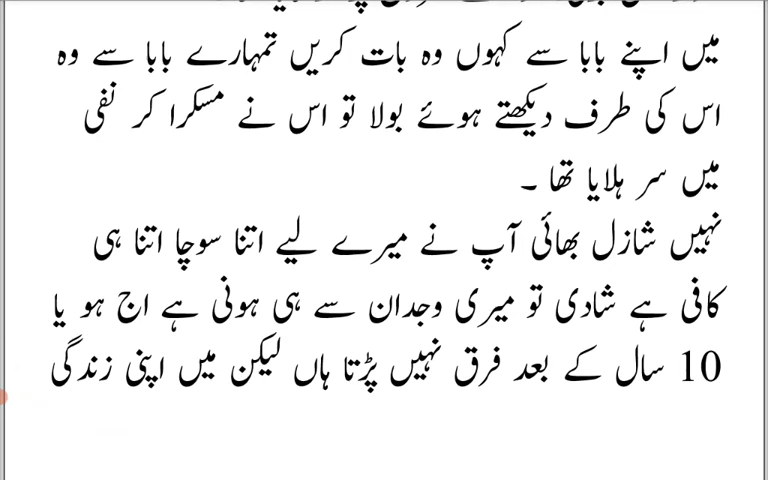 میں اپنے بابا سے کہوں وہ بات کریں تمہارے بابا سے وہ
اس کی طرف دیکھتے ہوئے بولا تو اس نے مسکرا کر نفی
میں سر ہلایا تھا ۔
نہیں شازل بھائی آپ نے میرے لیے اتنا سوچا اتنا ہی
کافی ہے شادی تو میری وجدان سے ہی ہونی ہے اج ہو یا
10 سال کے بعد فرق نہیں پڑتا ہاں لیکن میں اپنی زندگی